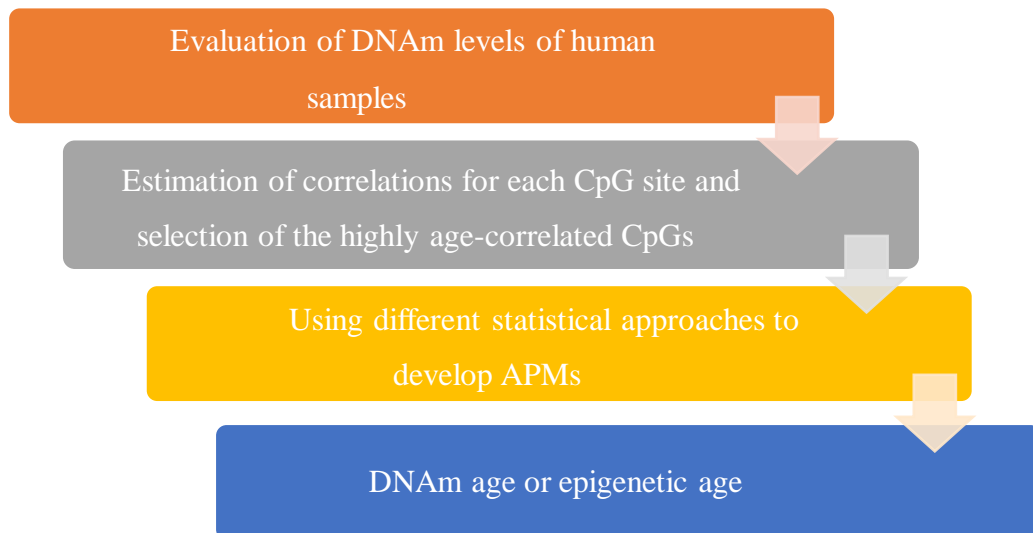 Evaluation of DNAm levels of human
samples
Estimation of correlations for each CpG site and
selection of the highly age-correlated CpGs
Using different statistical approaches to
develop APMs
DNAm age or epigenetic age